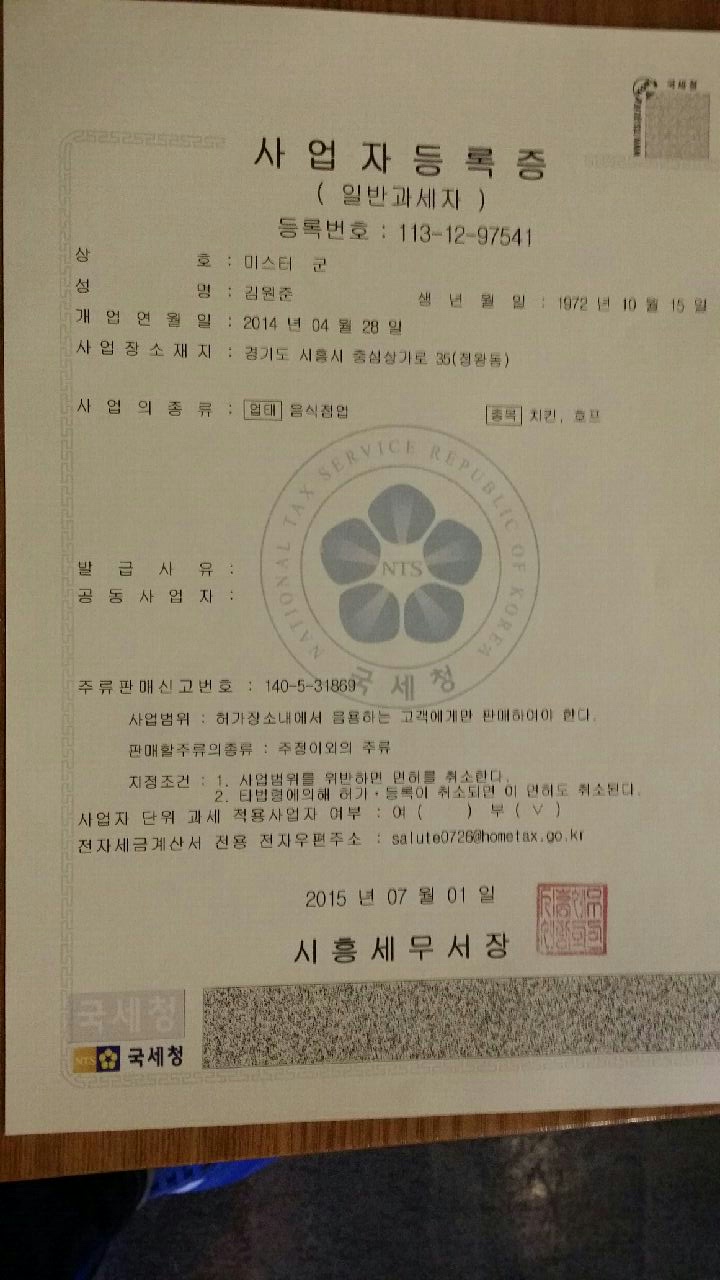 국세청
사업자등록증
( 일반과세자 )
등록번호 : 113-12-97541
상 호 : 미스터 군
성 명 : 김원준 생 년 월 일 : 1972 년 10 월 15 일
개 업 연 월 일 : 2014 년 04 월 28 일
사 업 장 소 재 지 : 경기도 시흥시 중심상가로 35(정왕동)
사 업 의 종 류 : 업태 음식점업 종목 치킨, 호프
NATIONAL TAX SERVICE REPUBLIC OF KOREA
NTS
국세청
발 급 사 유 :
공 동 사 업 자 :
주류판매신고번호 : 140-5-31869
사업범위 : 허가장소내에서 음용하는 고객에게만 판매하여야 한다.
판매할주류의종류 : 주정이외의 주류
지정조건 : 1. 사업범위를 위반하면 면허를 취소한다.
2. 타법령에의해 허가·등록이 취소되면 이 면허도 취소된다.
사업자 단위 과세 적용사업자 여부 : 여 ( ) 부 ( ∨ )
전자세금계산서 전용 전자우편주소 : salute0726@hometax.go.kr
2015 년 07 월 01 일
시흥세무서장
국세청
NTS 국세청